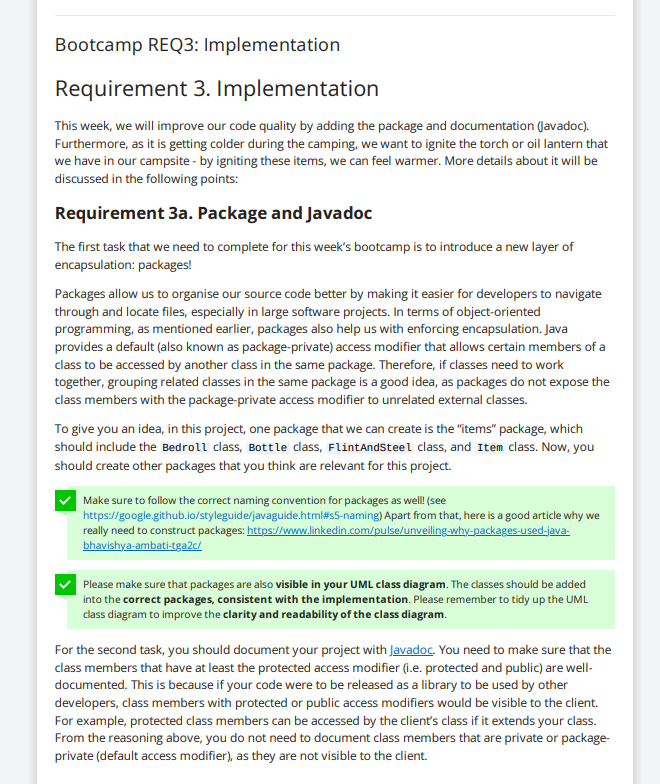 Bootcamp REQ3: Implementation
Requirement 3. Implementation
This week, we will improve our code quality by adding the package and documentation (Javadoc).
Furthermore, as it is getting colder during the camping, we want to ignite the torch or oil lantern that
we have in our campsite - by igniting these items, we can feel warmer. More details about it will be
discussed in the following points:
Requirement 3a. Package and Javadoc
The first task that we need to complete for this week's bootcamp is to introduce a new layer of
encapsulation: packages!
Packages allow us to organise our source code better by making it easier for developers to navigate
through and locate files, especially in large software projects. In terms of object-oriented
programming, as mentioned earlier, packages also help us with enforcing encapsulation. Java
provides a default (also known as package-private) access modifier that allows certain members of a
class to be accessed by another class in the same package. Therefore, if classes need to work
together, grouping related classes in the same package is a good idea, as packages do not expose the
class members with the package-private access modifier to unrelated external classes.
To give you an idea, in this project, one package that we can create is the "items" package, which
should include the Bedroll class, Bottle class, FlintAndSteel class, and Item class. Now, you
should create other packages that you think are relevant for this project.
Make sure to follow the correct naming convention for packages as well! (see
https://google.github.io/styleguide/javaguide.html#s5-naming) Apart from that, here is a good article why we
really need to construct packages: https://www.linkedin.com/pulse/unveiling-why-packages-used-java-
bhavishya-ambati-tga2c/
Please make sure that packages are also visible in your UML class diagram. The classes should be added
into the correct packages, consistent with the implementation. Please remember to tidy up the UML
class diagram to improve the clarity and readability of the class diagram.
For the second task, you should document your project with Javadoc. You need to make sure that the
class members that have at least the protected access modifier (i.e. protected and public) are well-
documented. This is because if your code were to be released as a library to be used by other
developers, class members with protected or public access modifiers would be visible to the client.
For example, protected class members can be accessed by the client's class if it extends your class.
From the reasoning above, you do not need to document class members that are private or package-
private (default access modifier), as they are not visible to the client.